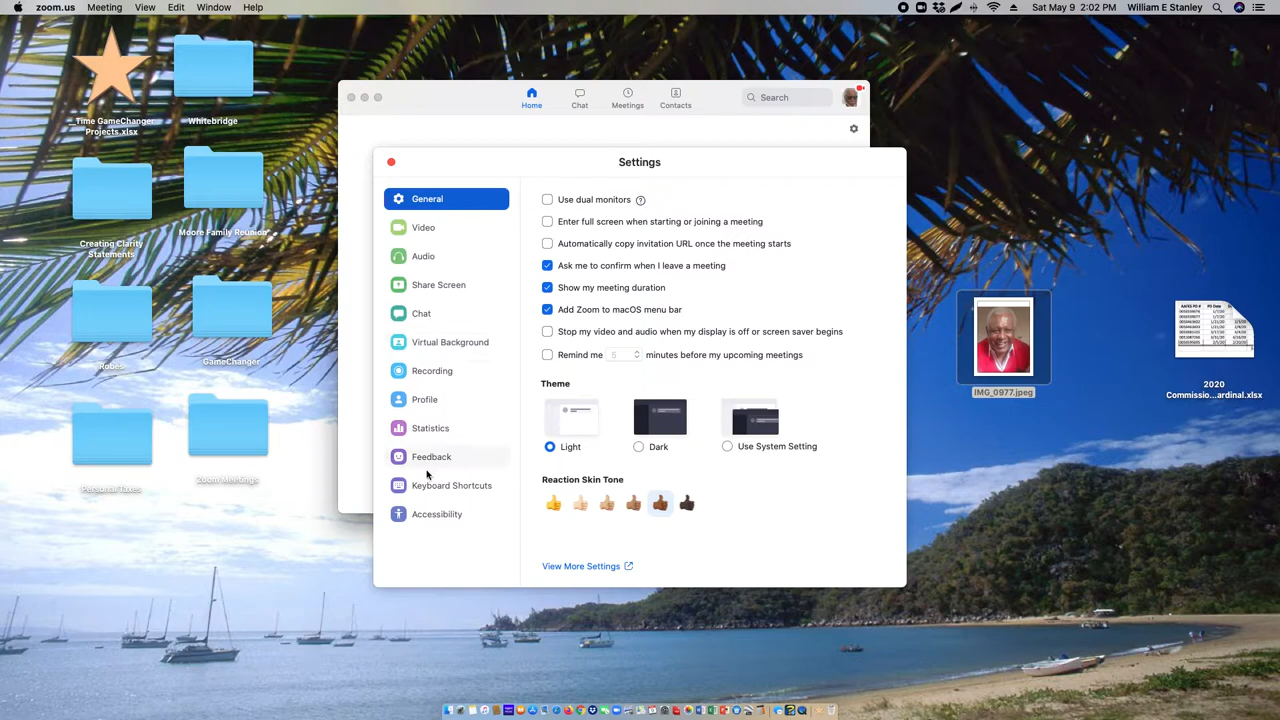 zoom.us Meeting View Edit Window Help
Sat May 9 2:02 PM William E Stanley
__Time GameChanger
Projects.xlsx
Whitebridge
Creating Clarity
Statements
Moore Family Reunion
Robes
GameChanger
Personal Taxes
Zoom Meetings
Home
Chat
Meetings
Contacts
Search
Settings
General
Video
Audio
Share Screen
Chat
Virtual Background
Recording
Profile
Statistics
Feedback
Keyboard Shortcuts
Accessibility
Use dual monitors ?
Enter full screen when starting or joining a meeting
Automatically copy invitation URL once the meeting starts
Ask me to confirm when I leave a meeting
Show my meeting duration
Add Zoom to macOS menu bar
Stop my video and audio when my display is off or screen saver begins
Remind me 5 minutes before my upcoming meetings
Theme
Light
Dark
Use System Setting
Reaction Skin Tone
View More Settings
IMG_0977.jpeg
2020
Commissio...ardinal.xlsx